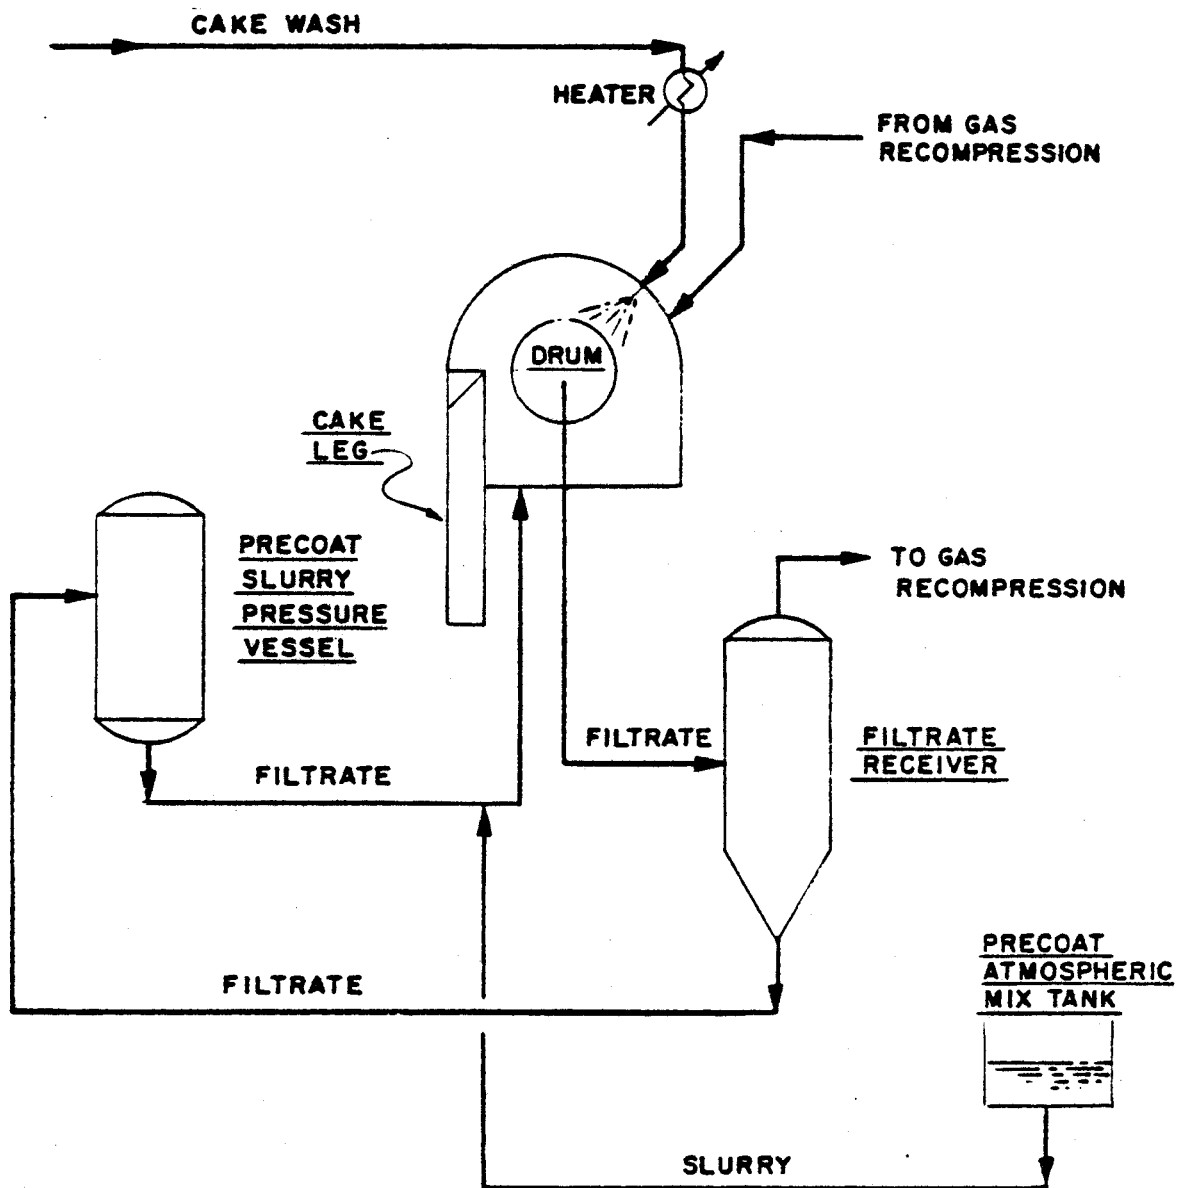 CAKE WASH
HEATER
FROM GAS
RECOMPRESSION
DRUM
CAKE
LEG
PRECOAT
SLURRY
PRESSURE
VESSEL
TO GAS
RECOMPRESSION
FILTRATE
FILTRATE
RECEIVER
FILTRATE
FILTRATE
PRECOAT
ATMOSPHERIC
MIX TANK
SLURRY